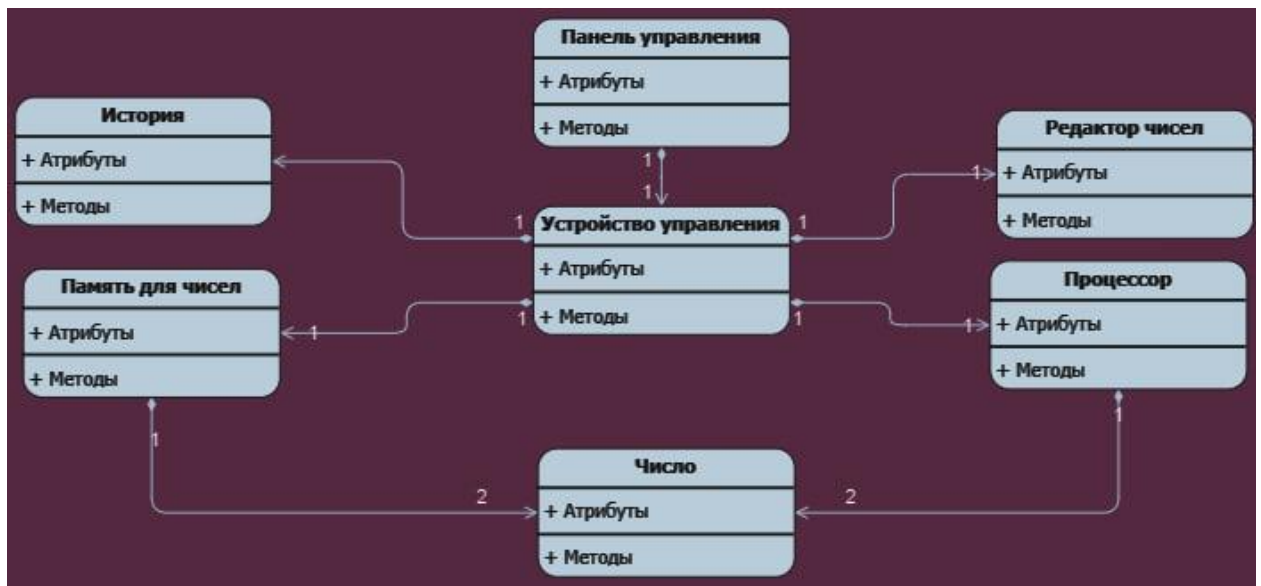 Панель управления
+ Атрибуты
+ Методы
История
+ Атрибуты
+ Методы
Редактор чисел
+ Атрибуты
+ Методы
1
1
1
1
1
Устройство управления
+ Атрибуты
+ Методы
1
1
Память для чисел
+ Атрибуты
+ Методы
1
1
Процессор
+ Атрибуты
+ Методы
1
1
2
2
Число
+ Атрибуты
+ Методы